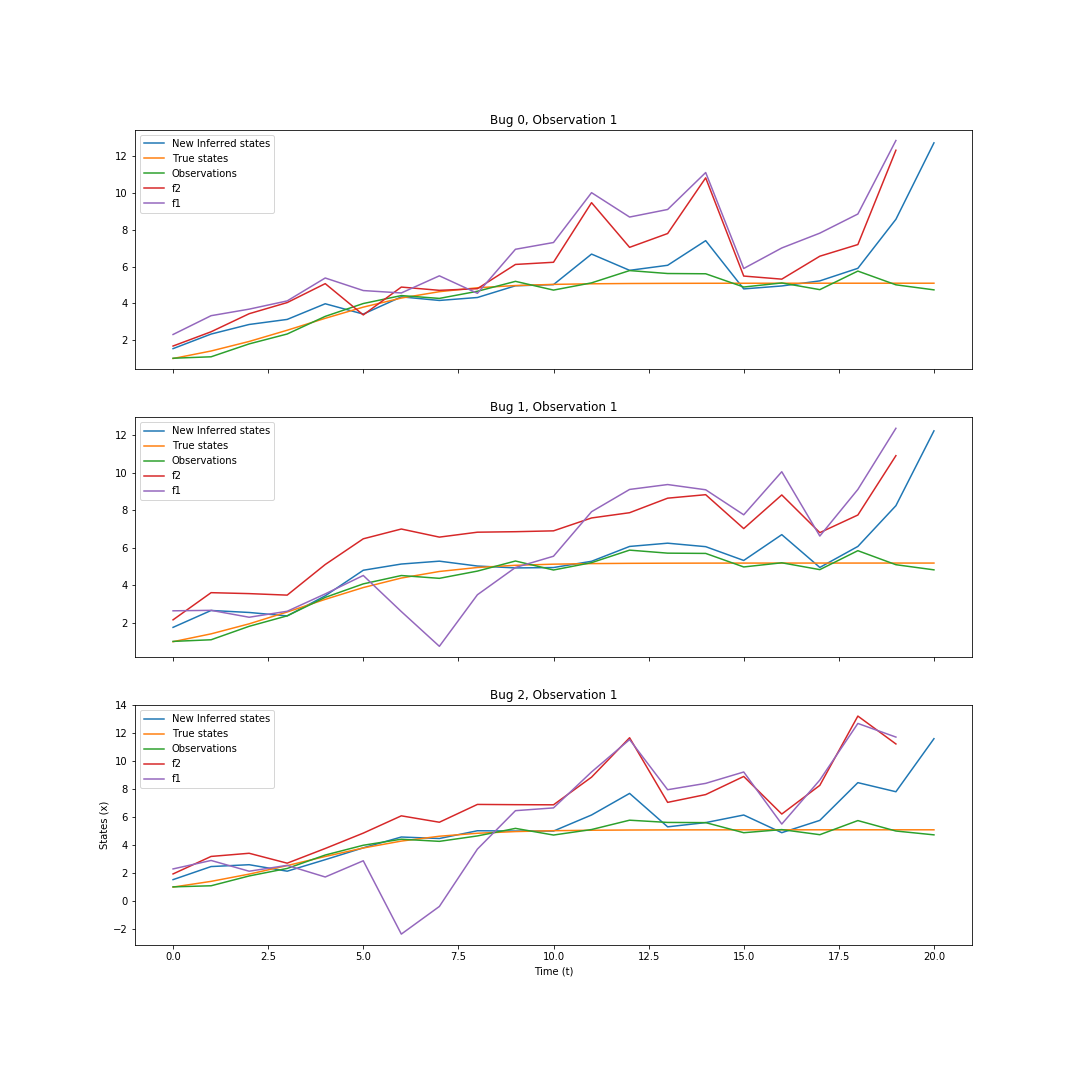 Bug 0, Observation 1
New Inferred states
True states
Observations
f2
f1
12
10
8
6
4
2
Bug 1, Observation 1
New Inferred states
True states
Observations
f2
f1
12
10
8
6
4
2
Bug 2, Observation 1
New Inferred states
True states
Observations
f2
f1
14
12
10
8
6
4
2
0
−2
States (x)
0.0 2.5 5.0 7.5 10.0 12.5 15.0 17.5 20.0
Time (t)